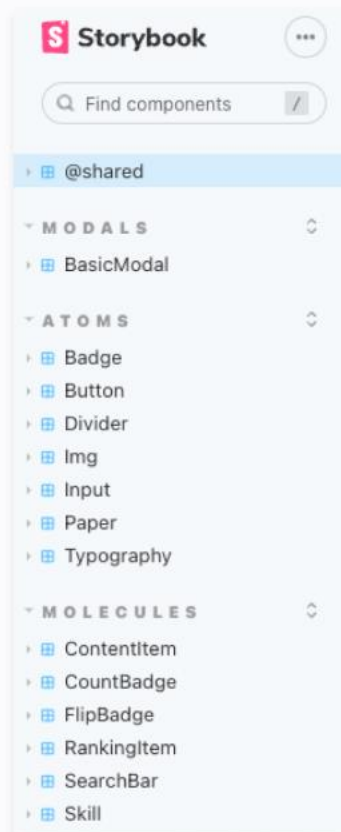 Storybook
Find components /
@shared
MODALS
BasicModal
ATOMS
Badge
Button
Divider
Img
Input
Paper
Typography
MOLECULES
ContentItem
CountBadge
FlipBadge
RankingItem
SearchBar
Skill